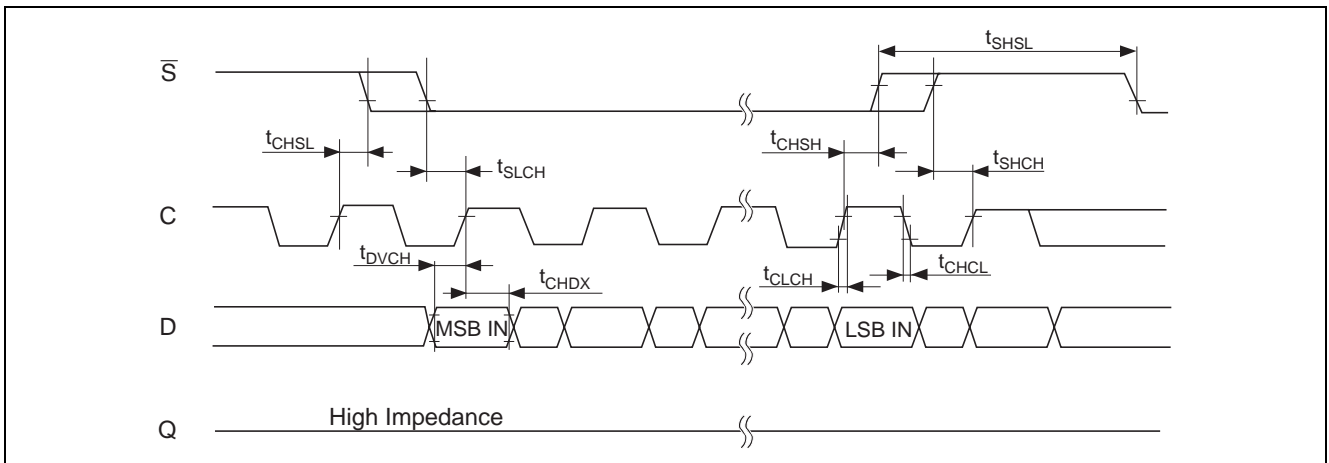 tSHSL
S̅
tCHSL
tSLCH
tCHSH
tSHCH
C
tDVCH
tCHDX
tCLCH
tCHCL
D
MSB IN
LSB IN
Q
High Impedance